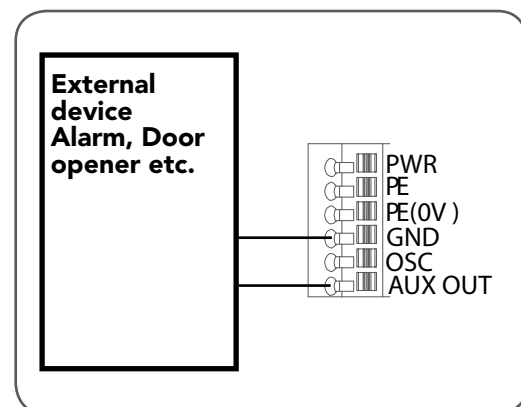 External
device
Alarm, Door
opener etc.
PWR
PE
PE(0V )
GND
OSC
AUX OUT